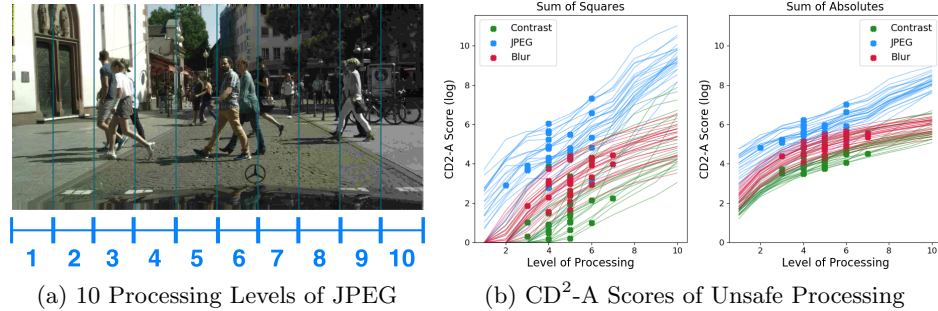 1 2 3 4 5 6 7 8 9 10
(a) 10 Processing Levels of JPEG
Sum of Squares
CD2-A Score (log)
10
8
6
4
2
0
Contrast
JPEG
Blur
2 4 6 8 10
Level of Processing
Sum of Absolutes
CD2-A Score (log)
10
8
6
4
2
0
Contrast
JPEG
Blur
2 4 6 8 10
Level of Processing
(b) CD²-A Scores of Unsafe Processing